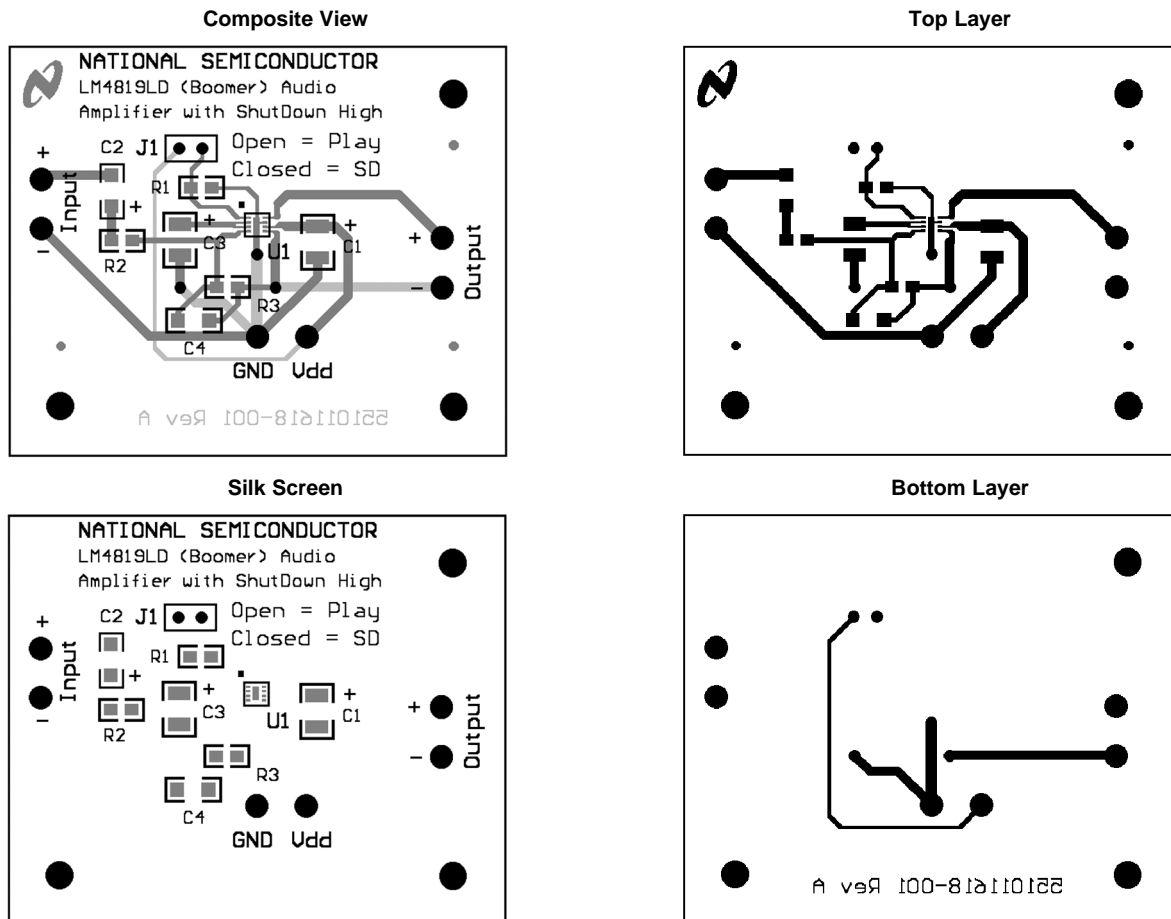 Composite View
NATIONAL SEMICONDUCTOR
LM4819LD (Boomer) Audio
Amplifier with ShutDown High
C2 J1 Open = Play
Closed = SD
+
Input
-
R1
+
+
+
C3
C1
U1
R2
R3
C4
+
-
Output
GND Vdd
551011618-001 Rev A
Top Layer
Silk Screen
NATIONAL SEMICONDUCTOR
LM4819LD (Boomer) Audio
Amplifier with ShutDown High
C2 J1 Open = Play
Closed = SD
+
Input
-
R1
+
+
+
C3
C1
U1
R2
R3
C4
+
-
Output
GND Vdd
Bottom Layer
551011618-001 Rev A